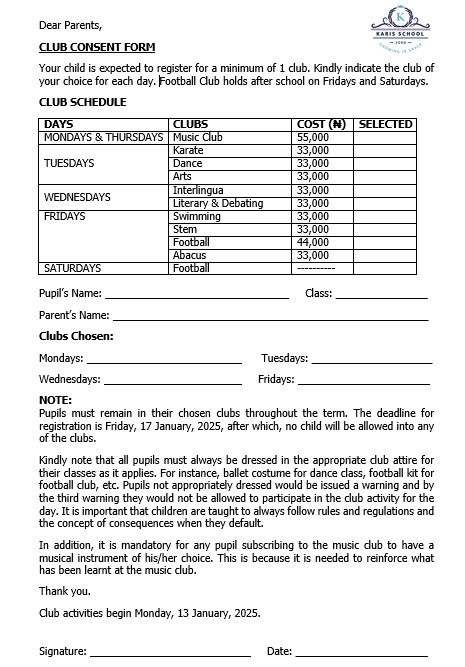 Dear Parents,
K
KARIS SCHOOL
2000
GROWING IN GRACE
CLUB CONSENT FORM
Your child is expected to register for a minimum of 1 club. Kindly indicate the club of
your choice for each day. Football Club holds after school on Fridays and Saturdays.
CLUB SCHEDULE
DAYS CLUBS COST (₦) SELECTED
MONDAYS & THURSDAYS Music Club 55,000
Karate 33,000
TUESDAYS Dance 33,000
Arts 33,000
WEDNESDAYS Interlingua 33,000
Literary & Debating 33,000
FRIDAYS Swimming 33,000
Stem 33,000
Football 44,000
Abacus 33,000
SATURDAYS Football ----------
Pupil's Name: ____________________ Class: ____________________
Parent's Name: ____________________
Clubs Chosen:
Mondays: ____________________ Tuesdays: ____________________
Wednesdays: ____________________ Fridays: ____________________
NOTE:
Pupils must remain in their chosen clubs throughout the term. The deadline for
registration is Friday, 17 January, 2025, after which, no child will be allowed into any
of the clubs.
Kindly note that all pupils must always be dressed in the appropriate club attire for
their classes as it applies. For instance, ballet costume for dance class, football kit for
football club, etc. Pupils not appropriately dressed would be issued a warning and by
the third warning they would not be allowed to participate in the club activity for the
day. It is important that children are taught to always follow rules and regulations and
the concept of consequences when they default.
In addition, it is mandatory for any pupil subscribing to the music club to have a
musical instrument of his/her choice. This is because it is needed to reinforce what
has been learnt at the music club.
Thank you.
Club activities begin Monday, 13 January, 2025.
Signature: ____________________ Date: ____________________